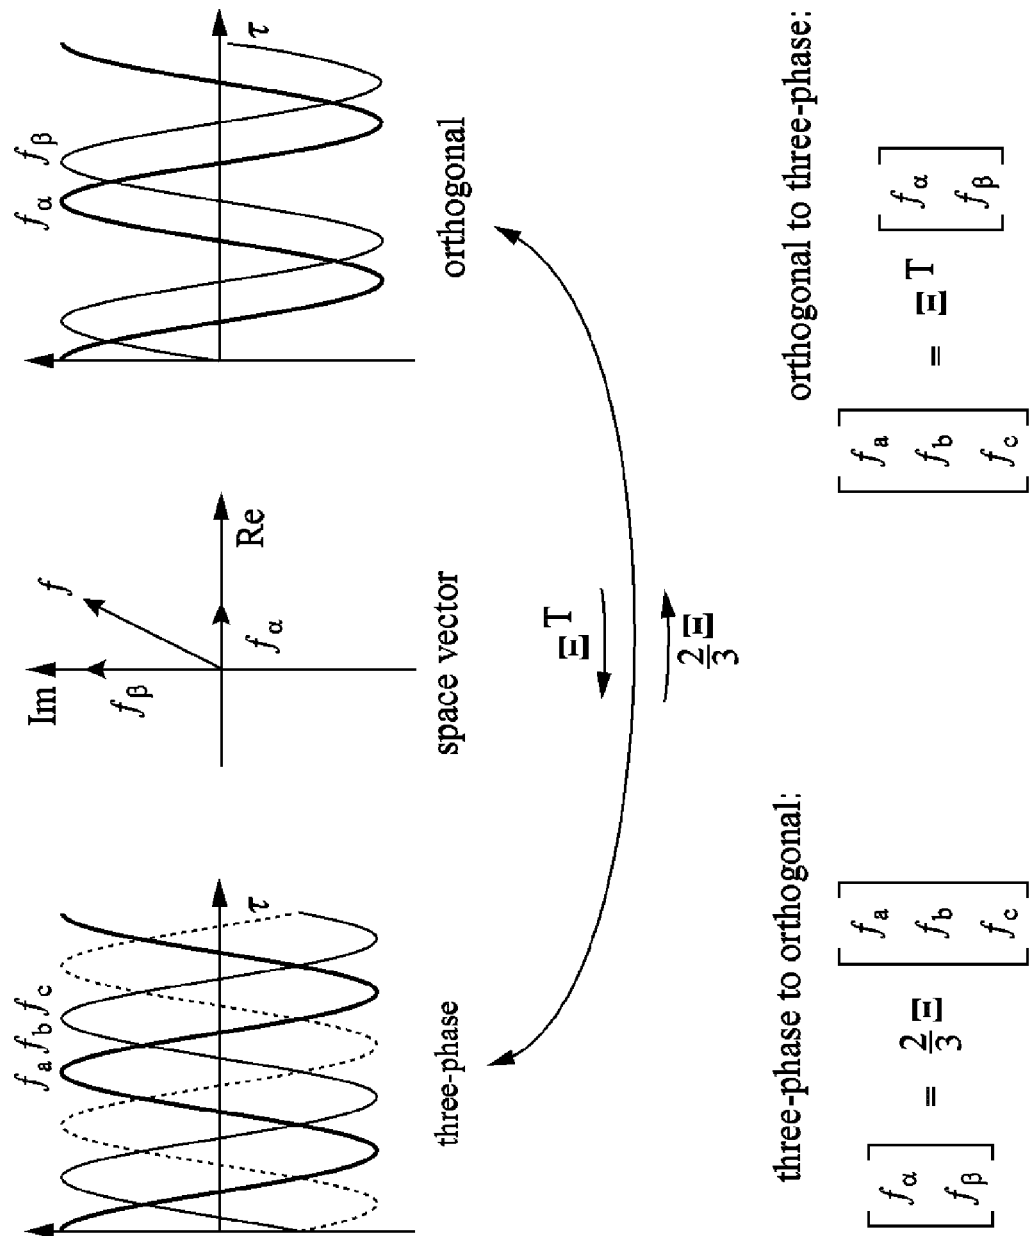 f_a f_b f_c
τ
three-phase
Im
f_β
f
f_α
Re
space vector
f_α f_β
τ
orthogonal
Ξ^T
2/3 Ξ
three-phase to orthogonal:
[f_α f_β] = 2/3 Ξ [f_a f_b f_c]
orthogonal to three-phase:
[f_a f_b f_c] = Ξ^T [f_α f_β]